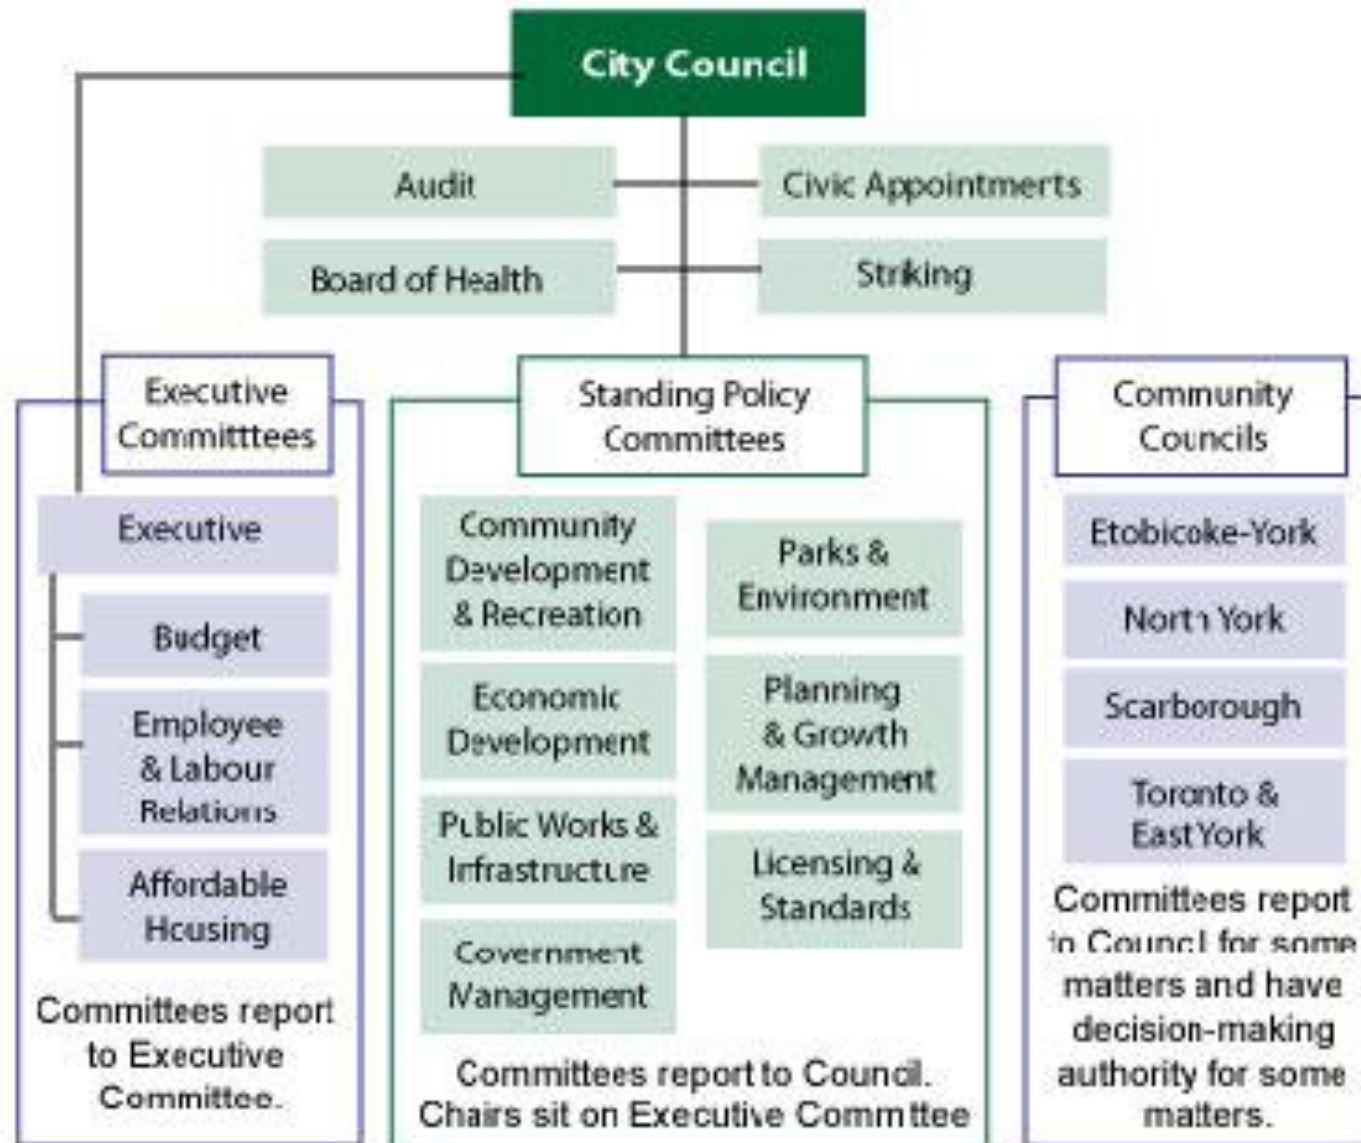 City Council
Audit
Civic Appointments
Board of Health
Striking
Executive
Committtees
Executive
Budget
Employee
& Labour
Relations
Affordable
Housing
Committees report
to Executive
Committee.
Standing Policy
Committees
Community
Development
& Recreation
Economic
Development
Public Works &
Infrastructure
Government
Management
Parks &
Environment
Planning
& Growth
Management
Licensing &
Standards
Committees report to Council.
Chairs sit on Executive Committee
Community
Councils
Etobicoke-York
North York
Scarborough
Toronto &
East York
Committees report
to Council for some
matters and have
decision-making
authority for some
matters.